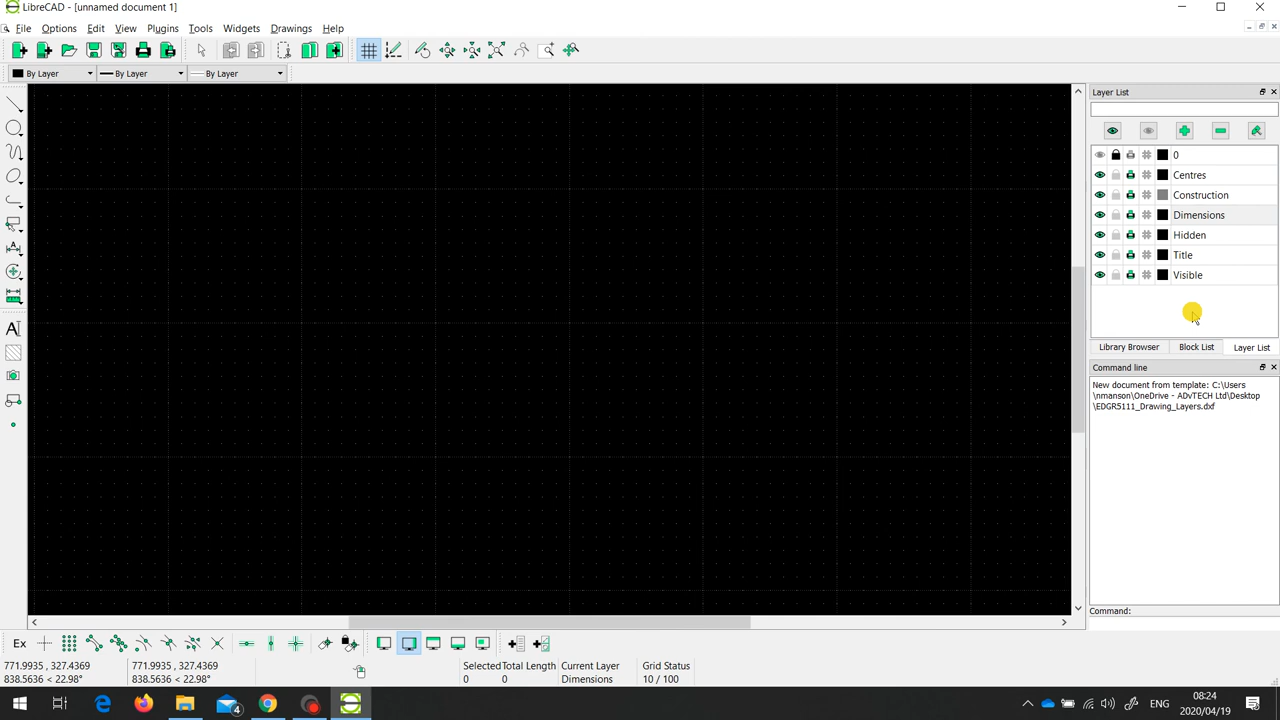 LibreCAD - [unnamed document 1]
File Options Edit View Plugins Tools Widgets Drawings Help
By Layer By Layer By Layer
Layer List
0
Centres
Construction
Dimensions
Hidden
Title
Visible
Library Browser Block List Layer List
Command line
New document from template: C:\Users
\nmanson\OneDrive - ADvTECH Ltd\Desktop
\EDGR5111_Drawing_Layers.dxf
Command:
Ex
771.9935 , 327.4369 771.9935 , 327.4369 Selected Total Length Current Layer Grid Status
838.5636 < 22.98° 838.5636 < 22.98° 0 0 Dimensions 10 / 100
4 ENG 08:24
2020/04/19